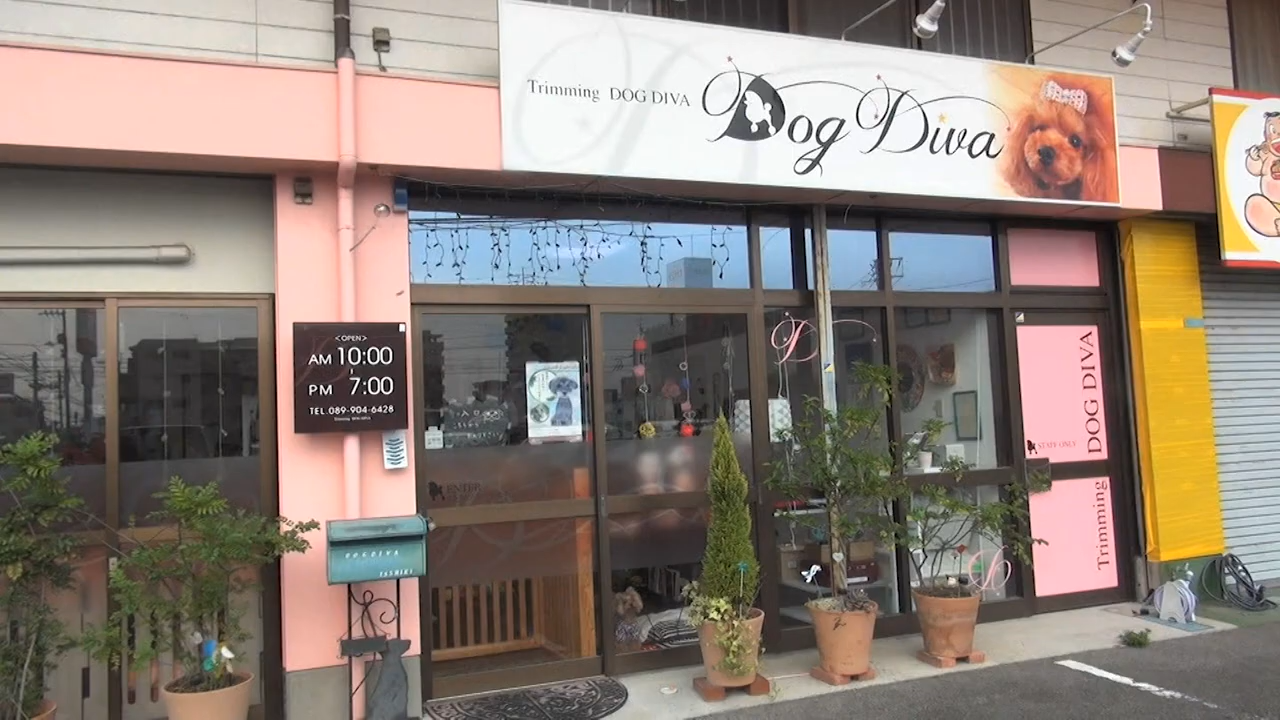 Trimming DOG DIVA
Dog Diva
<OPEN>
AM 10:00
PM 7:00
TEL.089-904-6428
D
ENTER
DOG DIVA
STAFF ONLY
Trimming DOG DIVA